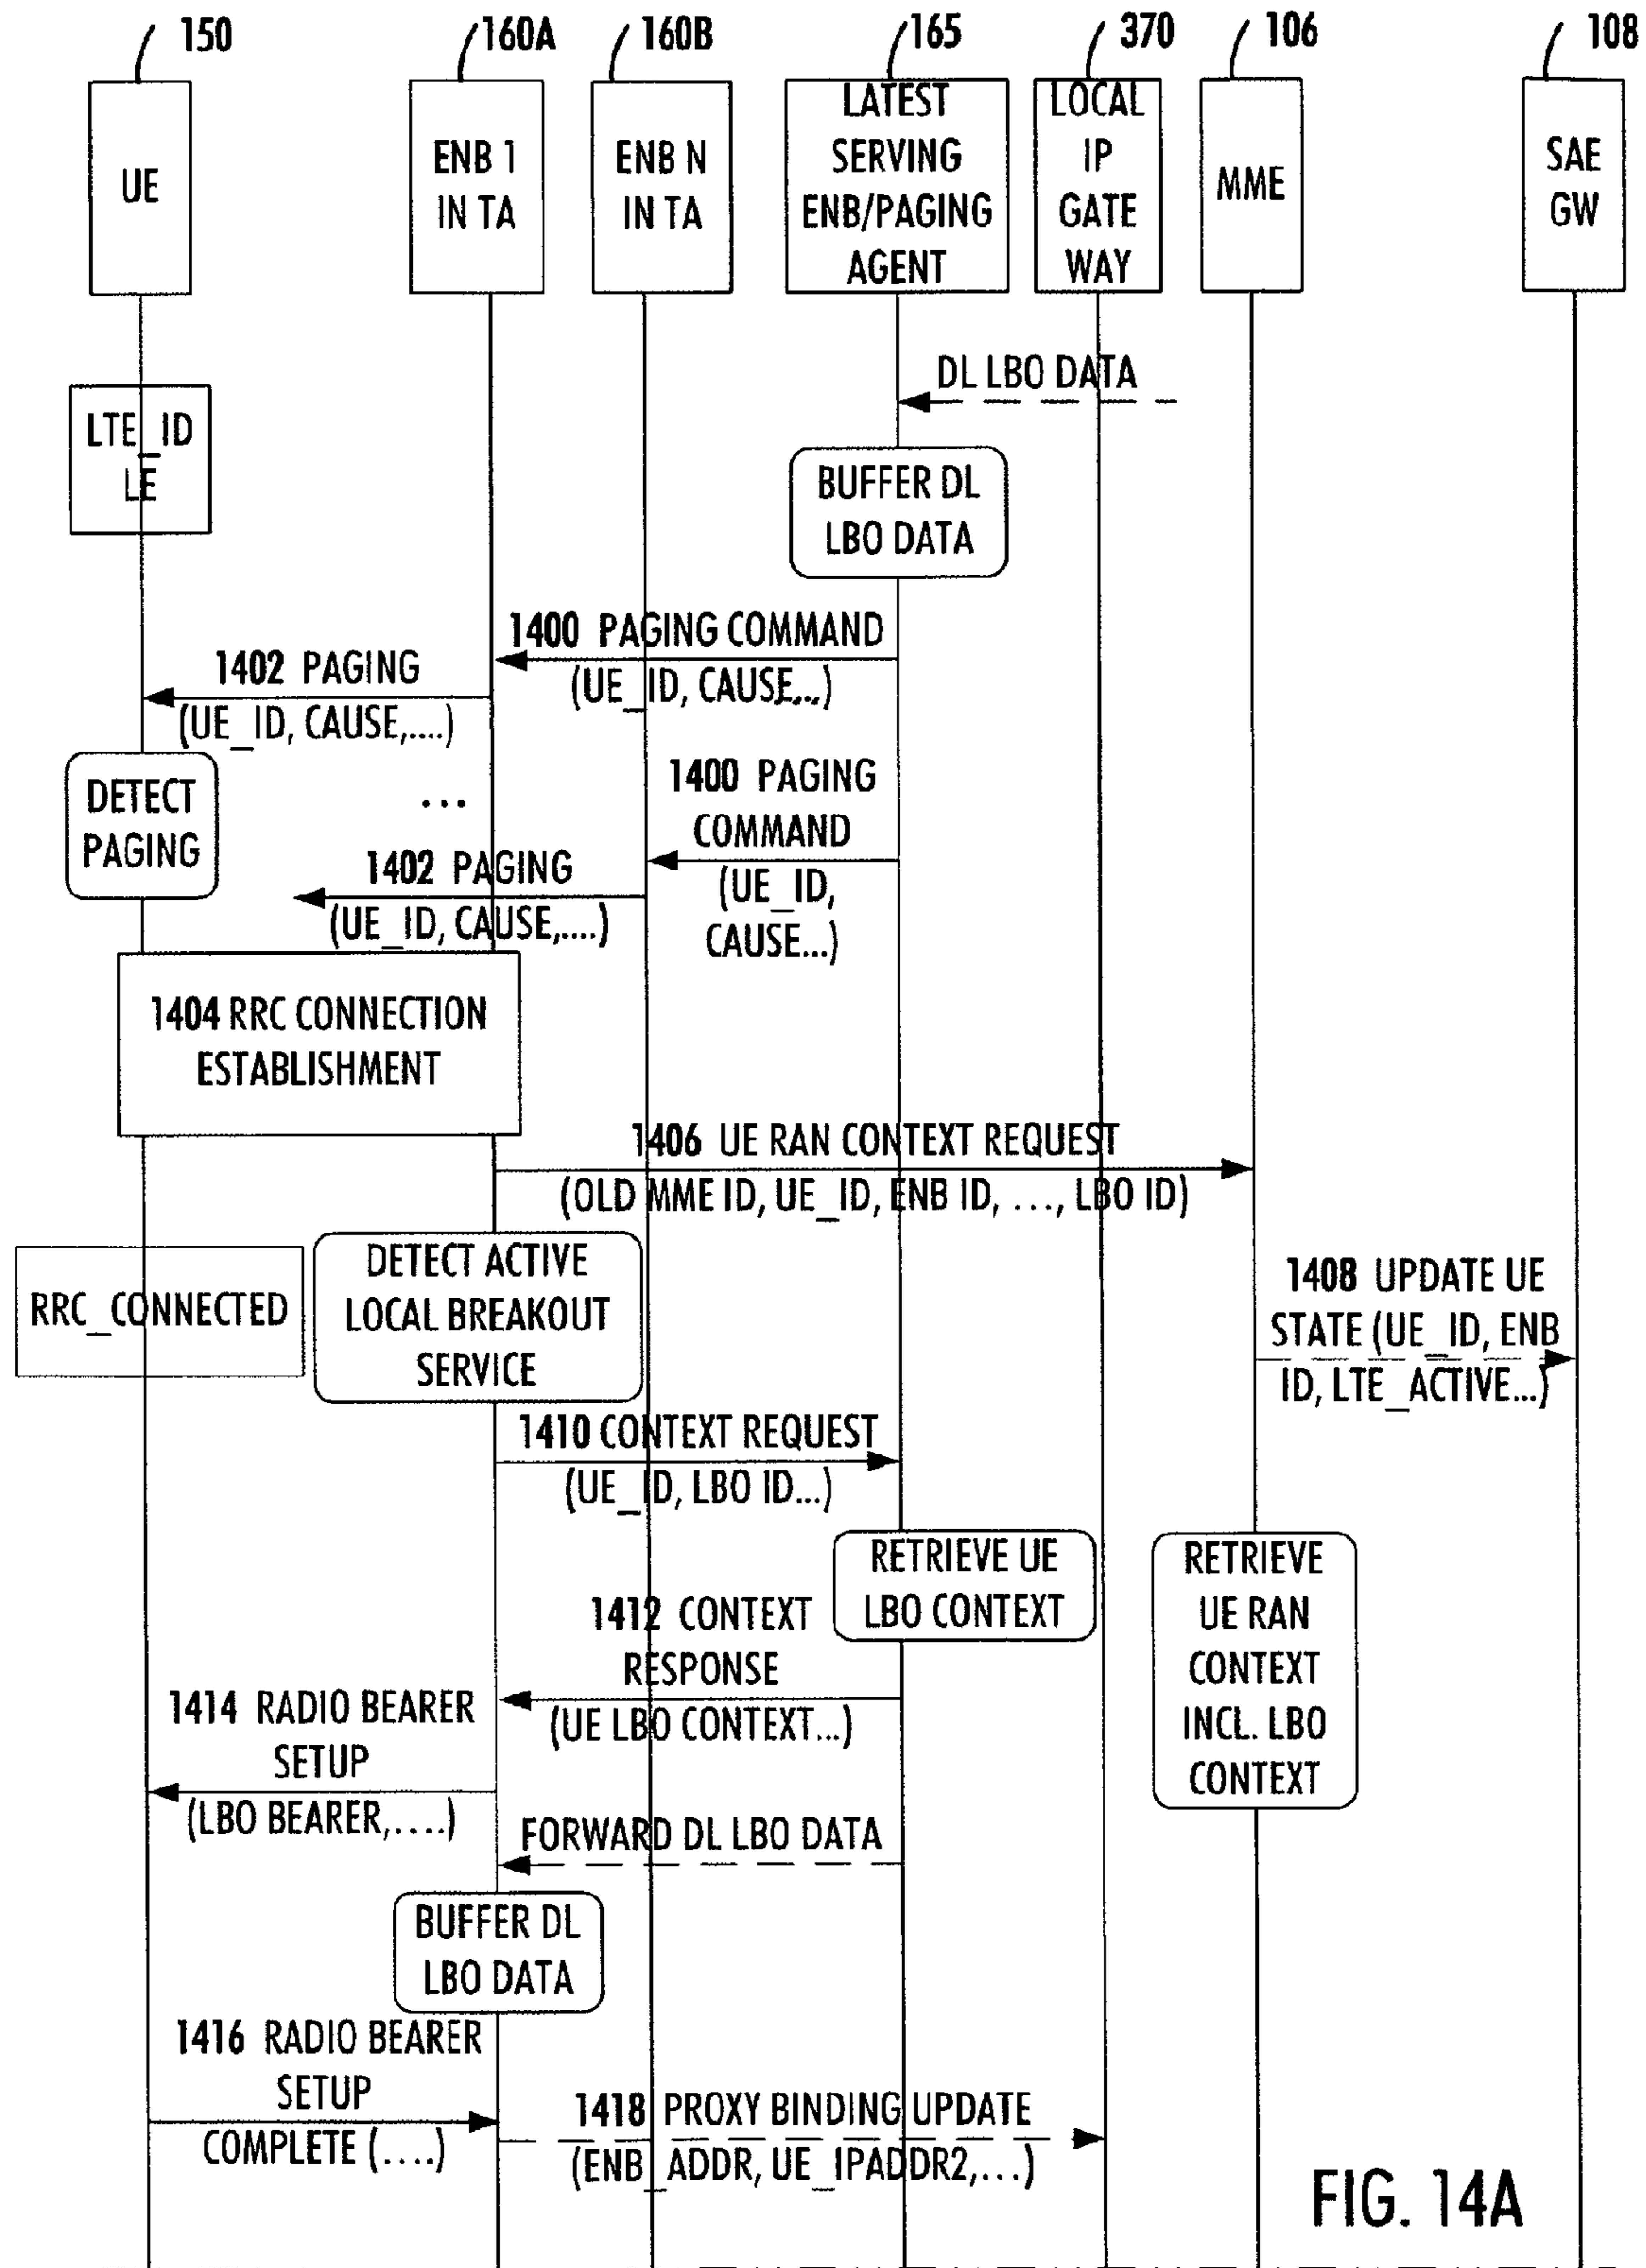 150
160A
160B
165
370
106
108
UE
ENB 1
IN TA
ENB N
IN TA
LATEST
SERVING
ENB/PAGING
AGENT
LOCAL
IP
GATE
WAY
MME
SAE
GW
DL LBO DATA
LTE_ID
LE
BUFFER DL
LBO DATA
1400 PAGING COMMAND
(UE_ID, CAUSE,...)
1402 PAGING
(UE_ID, CAUSE,....)
DETECT
PAGING
...
1400 PAGING
COMMAND
(UE_ID,
CAUSE...)
1402 PAGING
(UE_ID, CAUSE,....)
1404 RRC CONNECTION
ESTABLISHMENT
1406 UE RAN CONTEXT REQUEST
(OLD MME ID, UE_ID, ENB ID, ..., LBO ID)
RRC_CONNECTED
DETECT ACTIVE
LOCAL BREAKOUT
SERVICE
1408 UPDATE UE
STATE (UE_ID, ENB
ID, LTE_ACTIVE...)
1410 CONTEXT REQUEST
(UE_ID, LBO ID...)
RETRIEVE UE
LBO CONTEXT
RETRIEVE
UE RAN
CONTEXT
INCL. LBO
CONTEXT
1412 CONTEXT
RESPONSE
(UE LBO CONTEXT...)
1414 RADIO BEARER
SETUP
(LBO BEARER,....)
FORWARD DL LBO DATA
BUFFER DL
LBO DATA
1416 RADIO BEARER
SETUP
COMPLETE (....)
1418 PROXY BINDING UPDATE
(ENB_ADDR, UE_IPADDR2,...)
FIG. 14A